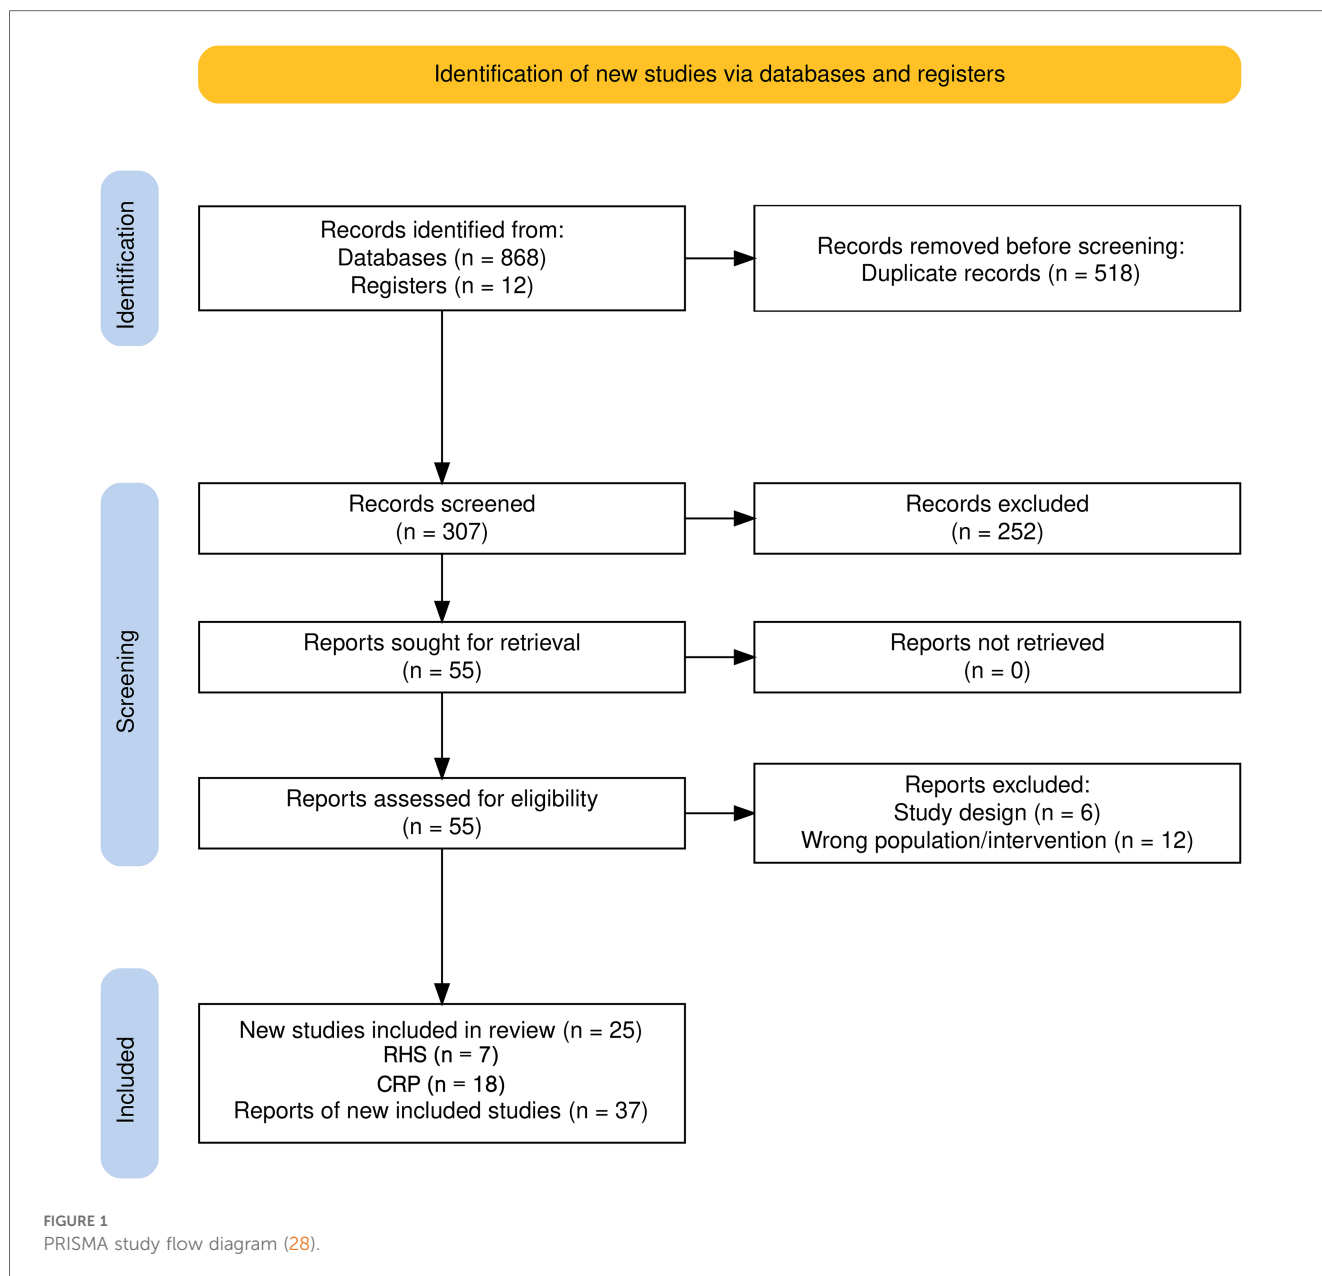 Identification of new studies via databases and registers
Identification
Records identified from:
Databases (n = 868)
Registers (n = 12)
Records removed before screening:
Duplicate records (n = 518)
Screening
Records screened
(n = 307)
Records excluded
(n = 252)
Reports sought for retrieval
(n = 55)
Reports not retrieved
(n = 0)
Reports assessed for eligibility
(n = 55)
Reports excluded:
Study design (n = 6)
Wrong population/intervention (n = 12)
Included
New studies included in review (n = 25)
RHS (n = 7)
CRP (n = 18)
Reports of new included studies (n = 37)
FIGURE 1
PRISMA study flow diagram (28).